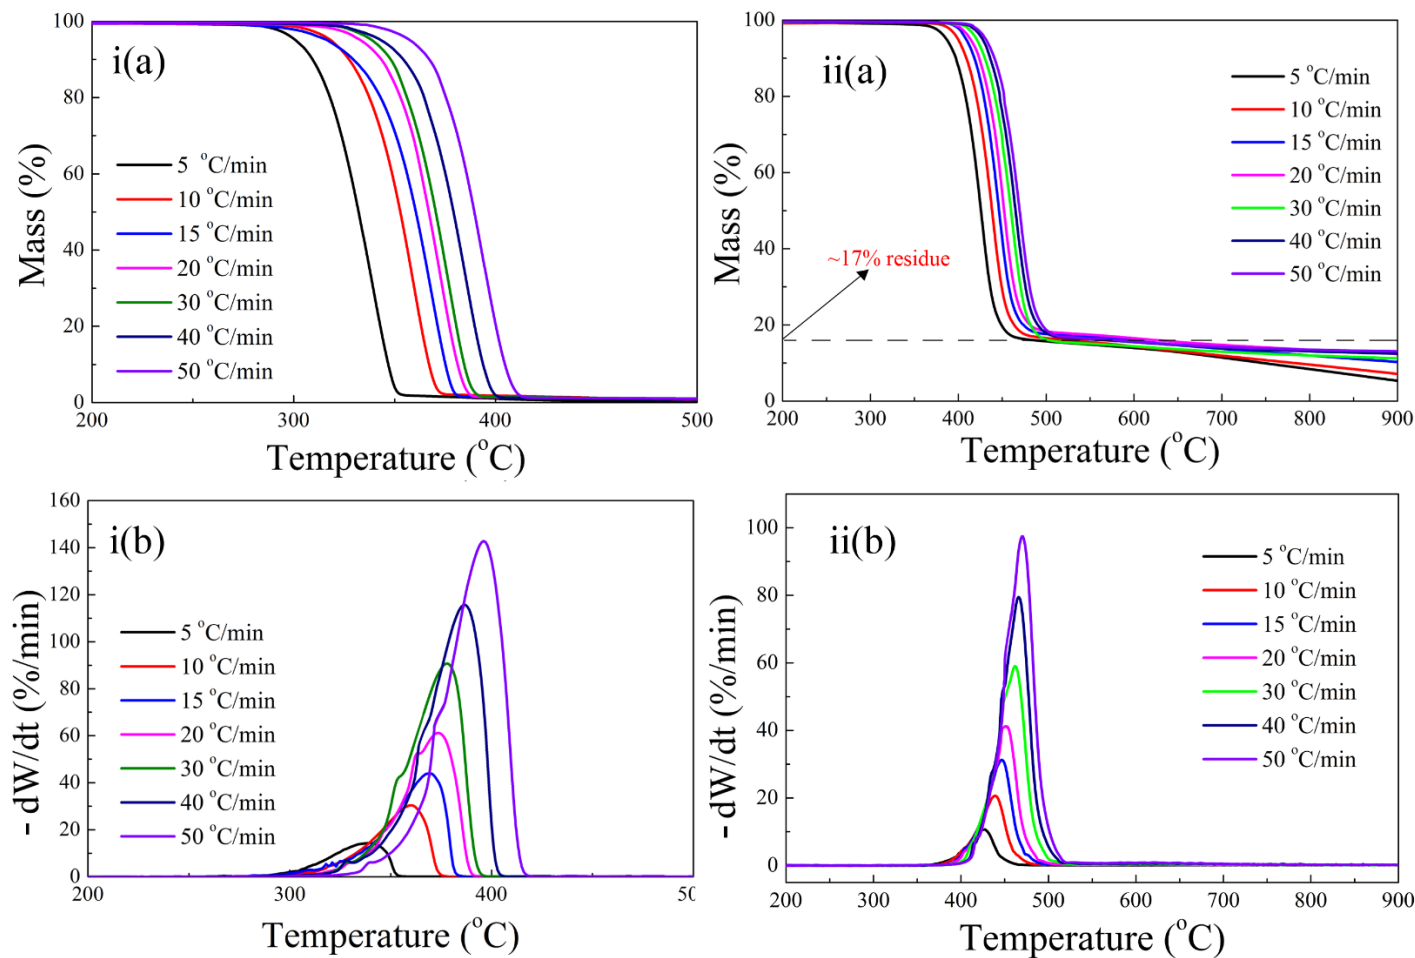 i(a)
100
80
60
40
20
0
Mass (%)
5 °C/min
10 °C/min
15 °C/min
20 °C/min
30 °C/min
40 °C/min
50 °C/min
200
300
400
500
Temperature (°C)
ii(a)
100
80
60
40
20
0
Mass (%)
5 °C/min
10 °C/min
15 °C/min
20 °C/min
30 °C/min
40 °C/min
50 °C/min
~17% residue
200
300
400
500
600
700
800
900
Temperature (°C)
i(b)
160
140
120
100
80
60
40
20
0
- dW/dt (%/min)
5 °C/min
10 °C/min
15 °C/min
20 °C/min
30 °C/min
40 °C/min
50 °C/min
200
300
400
50
Temperature (°C)
ii(b)
100
80
60
40
20
0
- dW/dt (%/min)
5 °C/min
10 °C/min
15 °C/min
20 °C/min
30 °C/min
40 °C/min
50 °C/min
200
300
400
500
600
700
800
900
Temperature (°C)